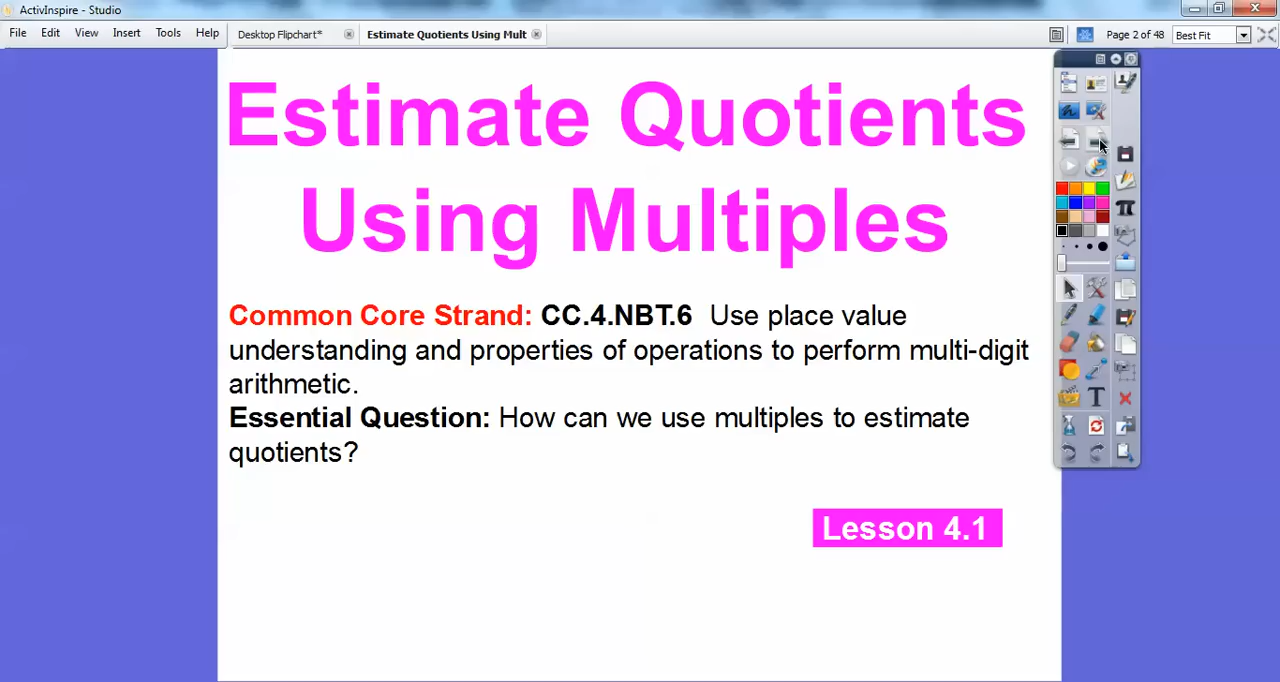 ActivInspire - Studio
File Edit View Insert Tools Help Desktop Flipchart* Estimate Quotients Using Mult Page 2 of 48 Best Fit
Estimate Quotients
Using Multiples
Common Core Strand: CC.4.NBT.6 Use place value
understanding and properties of operations to perform multi-digit
arithmetic.
Essential Question: How can we use multiples to estimate
quotients?
Lesson 4.1